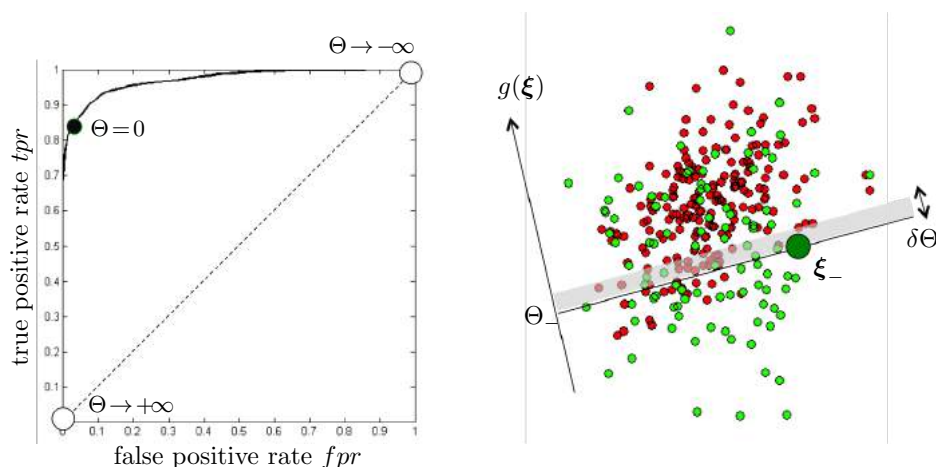 Θ→−∞
1
0.9
0.8
0.7
0.6
0.5
0.4
0.3
0.2
0.1
Θ=0
Θ→+∞
0 0.1 0.2 0.3 0.4 0.5 0.6 0.7 0.8 0.9 1
true positive rate tpr
false positive rate fpr
g(ξ)
δΘ
ξ₋
Θ₋